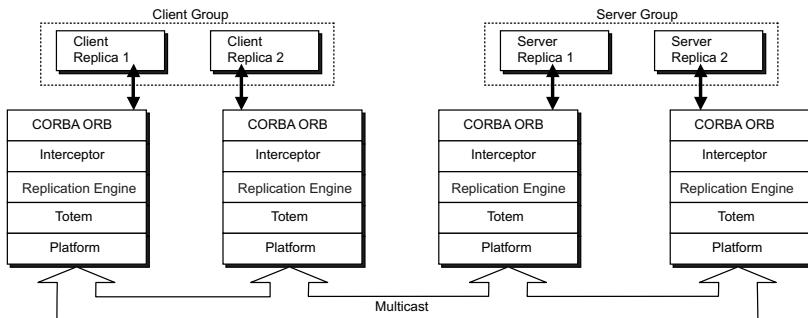 Client Group
Server Group
Client
Replica 1
Client
Replica 2
Server
Replica 1
Server
Replica 2
CORBA ORB
Interceptor
Replication Engine
Totem
Platform
CORBA ORB
Interceptor
Replication Engine
Totem
Platform
CORBA ORB
Interceptor
Replication Engine
Totem
Platform
CORBA ORB
Interceptor
Replication Engine
Totem
Platform
Multicast